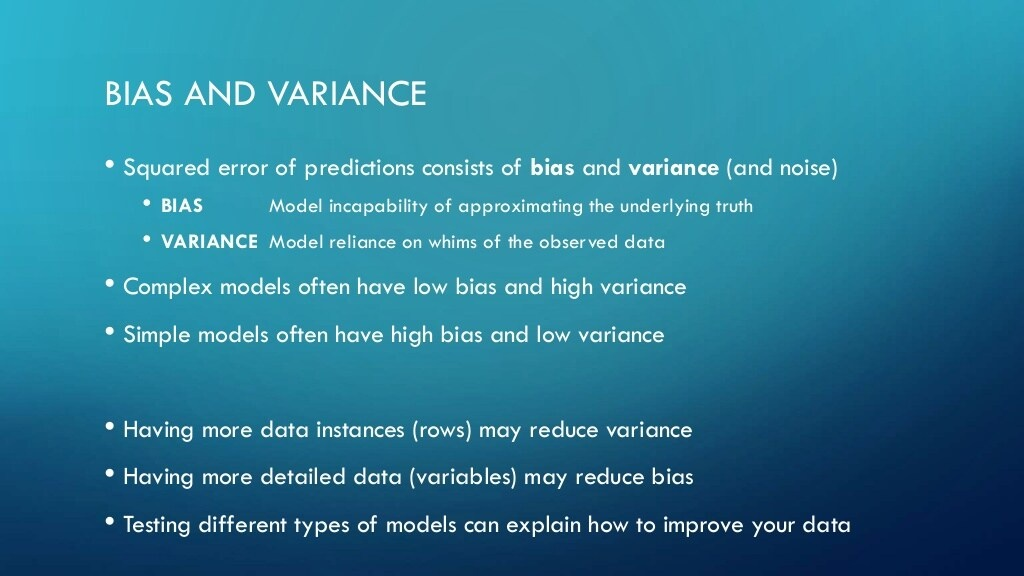 BIAS AND VARIANCE
• Squared error of predictions consists of bias and variance (and noise)
• BIAS Model incapability of approximating the underlying truth
• VARIANCE Model reliance on whims of the observed data
• Complex models often have low bias and high variance
• Simple models often have high bias and low variance
• Having more data instances (rows) may reduce variance
• Having more detailed data (variables) may reduce bias
• Testing different types of models can explain how to improve your data